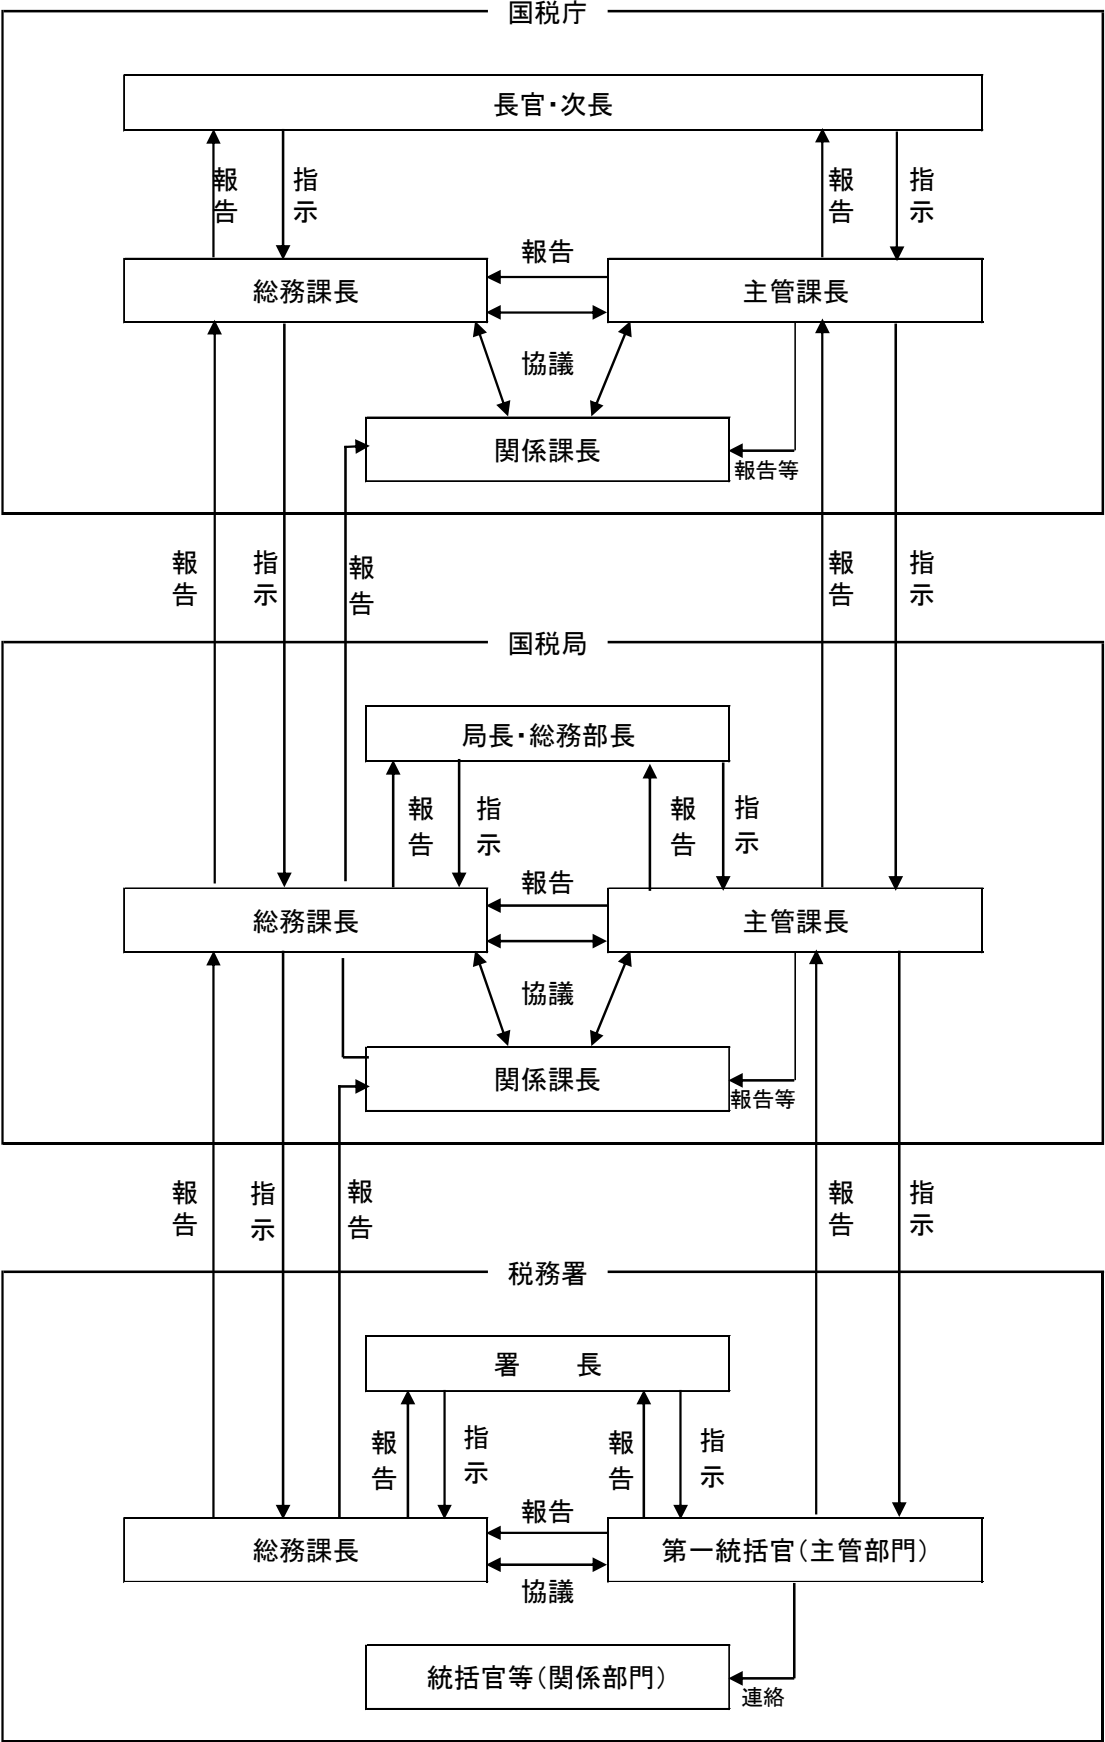 国税庁
長官・次長
報告
指示
報告
指示
報告
総務課長
主管課長
協議
関係課長
報告等
報告
指示
報告
報告
指示
国税局
局長・総務部長
報告
指示
報告
指示
報告
総務課長
主管課長
協議
関係課長
報告等
報告
指示
報告
報告
指示
税務署
署 長
報告
指示
報告
指示
報告
総務課長
第一統括官(主管部門)
協議
統括官等(関係部門)
連絡